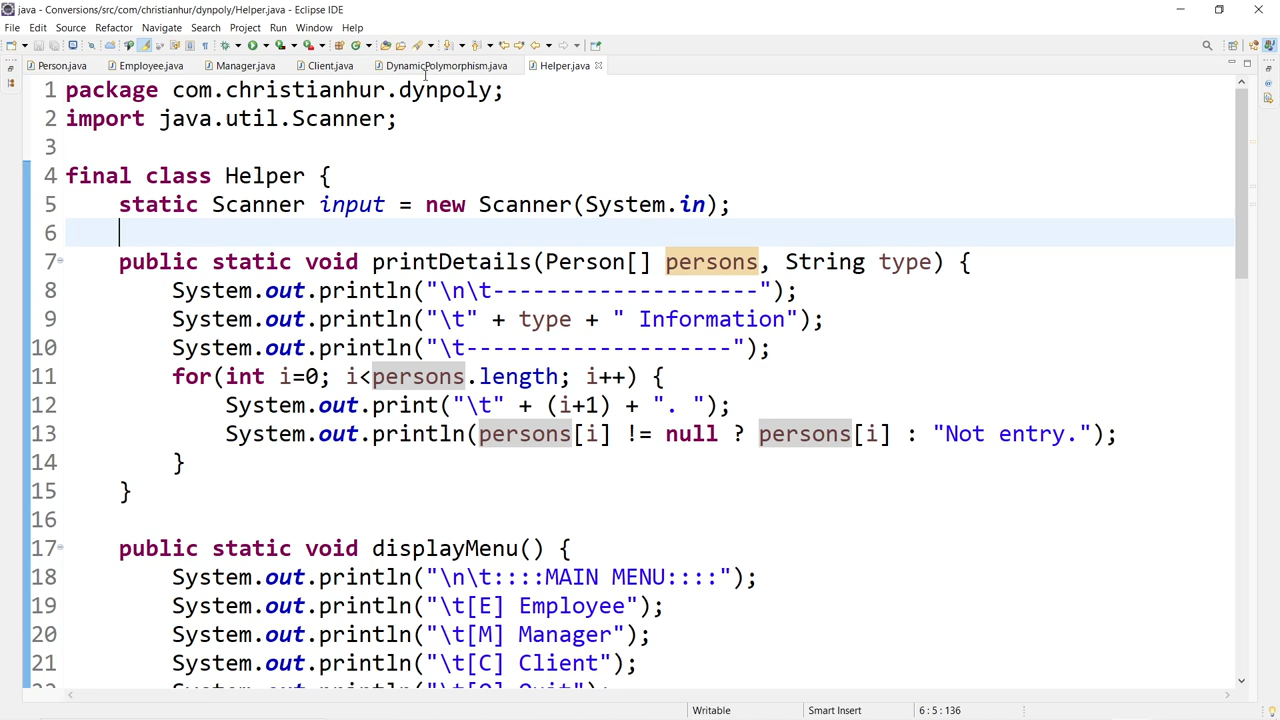 java - Conversions/src/com/christianhur/dynpoly/Helper.java - Eclipse IDE
File Edit Source Refactor Navigate Search Project Run Window Help
Person.java Employee.java Manager.java Client.java DynamicPolymorphism.java Helper.java
1 package com.christianhur.dynpoly;
2 import java.util.Scanner;
3
4 final class Helper {
5 static Scanner input = new Scanner(System.in);
6
7 public static void printDetails(Person[] persons, String type) {
8 System.out.println("\n\t--------------------");
9 System.out.println("\t" + type + " Information");
10 System.out.println("\t--------------------");
11 for(int i=0; i<persons.length; i++) {
12 System.out.print("\t" + (i+1) + ". ");
13 System.out.println(persons[i] != null ? persons[i] : "Not entry.");
14 }
15 }
16
17 public static void displayMenu() {
18 System.out.println("\n\t::::MAIN MENU::::");
19 System.out.println("\t[E] Employee");
20 System.out.println("\t[M] Manager");
21 System.out.println("\t[C] Client");
Writable Smart Insert 6 : 5 : 136